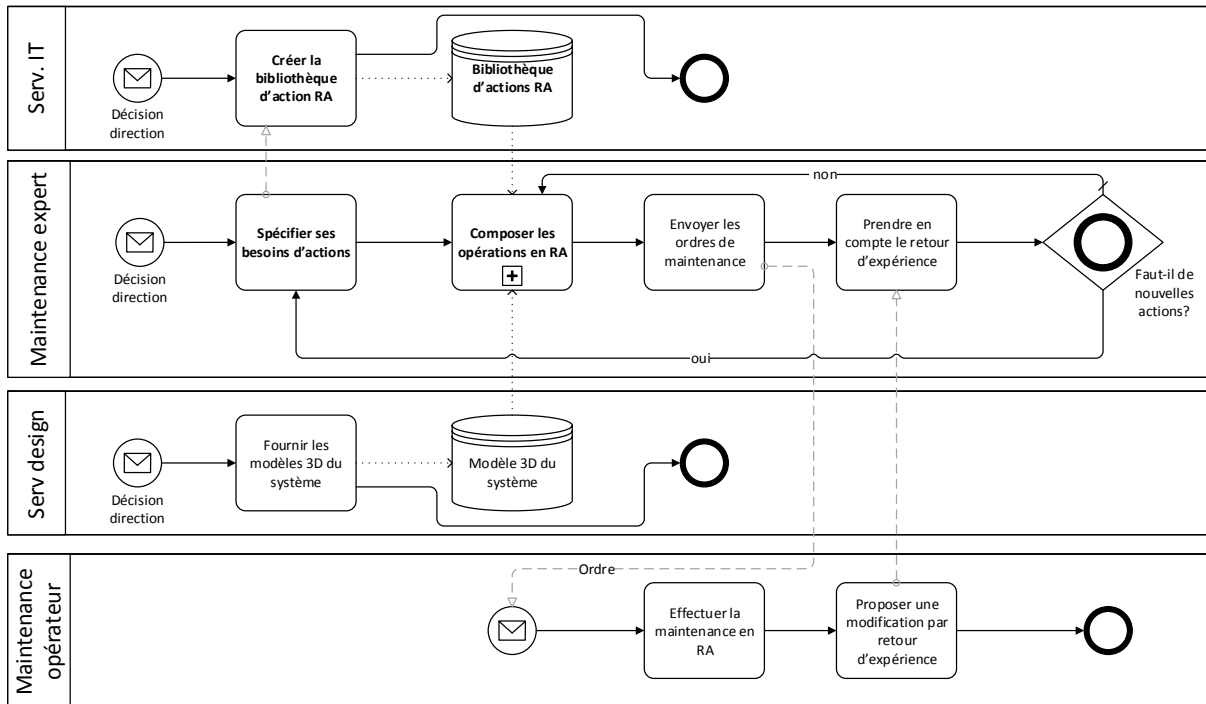 Serv. IT
Décision
direction
Créer la
bibliothèque
d'action RA
Bibliothèque
d'actions RA
Maintenance expert
Décision
direction
Spécifier ses
besoins d'actions
Composer les
opérations en RA
Envoyer les
ordres de
maintenance
Prendre en
compte le retour
d'expérience
non
Faut-il de
nouvelles
actions?
oui
Serv design
Décision
direction
Fournir les
modèles 3D du
système
Modèle 3D du
système
Maintenance
opérateur
Ordre
Effectuer la
maintenance en
RA
Proposer une
modification par
retour
d'expérience